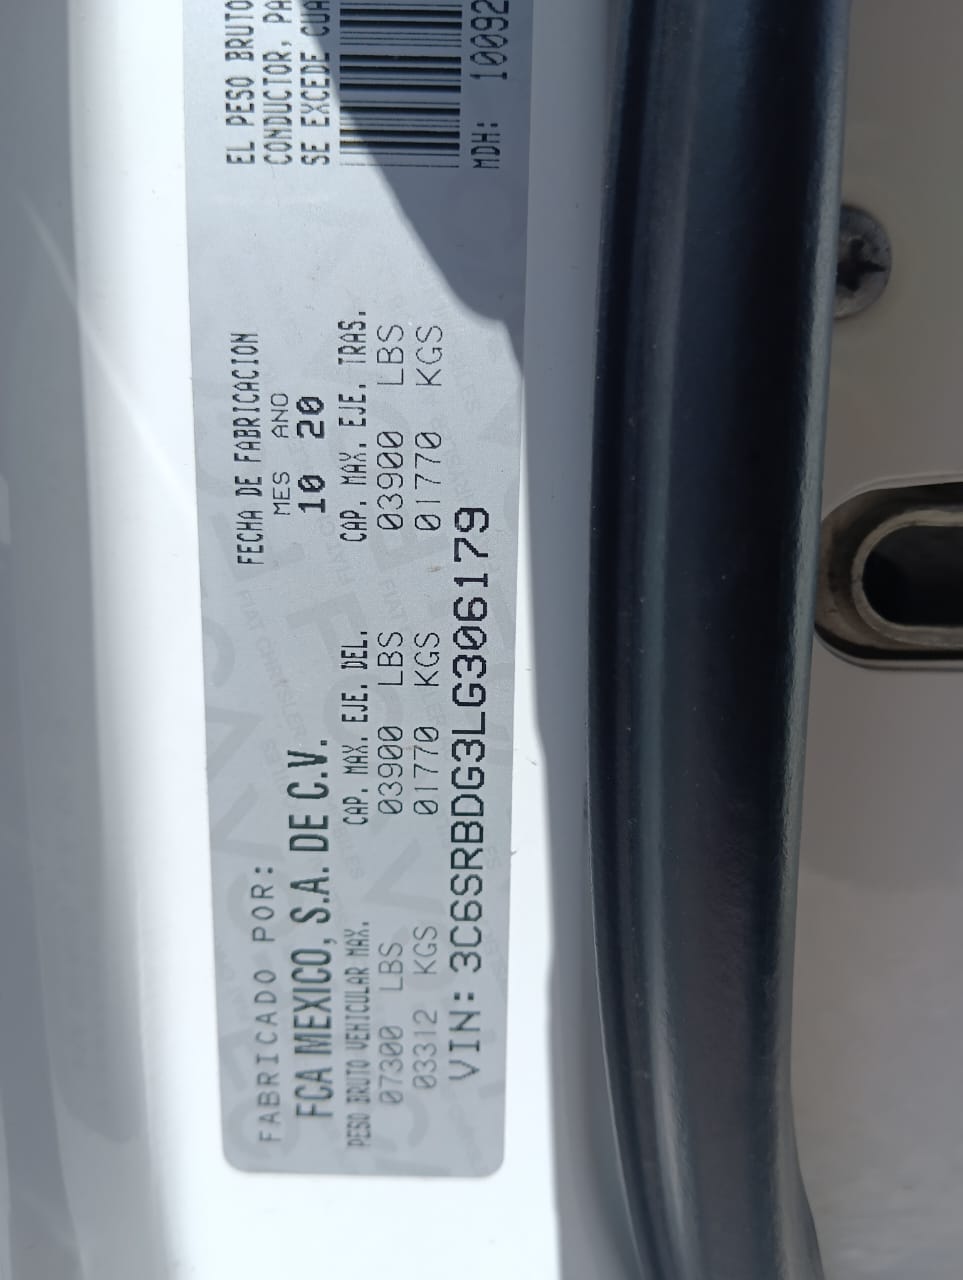 FABRICADO POR:
FCA MEXICO, S.A. DE C.V.
FECHA DE FABRICACION
MES ANO
10 20
PESO BRUTO VEHICULAR MAX.
07300 LBS
03312 KGS
CAP. MAX. EJE. DEL.
03900 LBS
01770 KGS
CAP. MAX. EJE. TRAS.
03900 LBS
01770 KGS
VIN: 3C6SRBDG3LG306179
EL PESO BRUTO
CONDUCTOR, PA
SE EXCEDE CUA
MDH: 10092